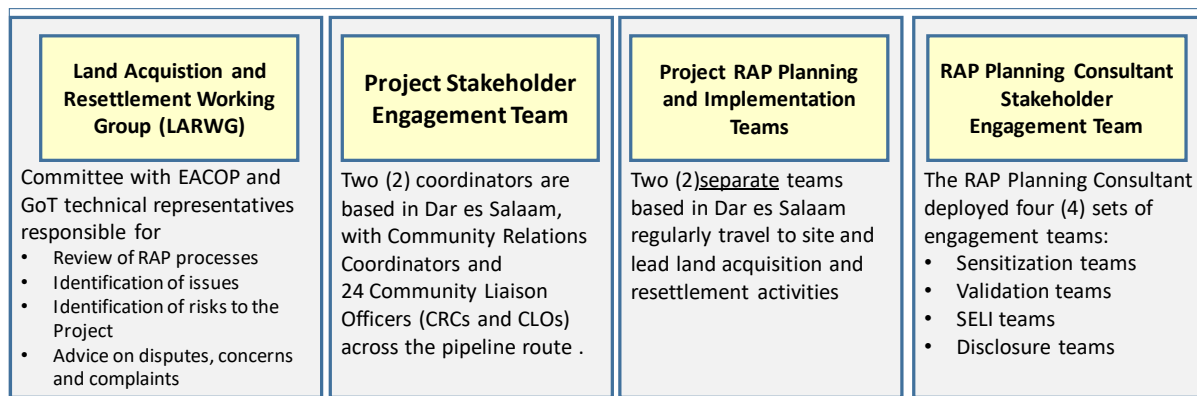 Land Acquistion and
Resettlement Working
Group (LARWG)
Committee with EACOP and
GoT technical representatives
responsible for
• Review of RAP processes
• Identification of issues
• Identification of risks to the
Project
• Advice on disputes, concerns
and complaints
Project Stakeholder
Engagement Team
Two (2) coordinators are
based in Dar es Salaam,
with Community Relations
Coordinators and
24 Community Liaison
Officers (CRCs and CLOs)
across the pipeline route .
Project RAP Planning
and Implementation
Teams
Two (2)separate teams
based in Dar es Salaam
regularly travel to site and
lead land acquisition and
resettlement activities
RAP Planning Consultant
Stakeholder
Engagement Team
The RAP Planning Consultant
deployed four (4) sets of
engagement teams:
• Sensitization teams
• Validation teams
• SELI teams
• Disclosure teams